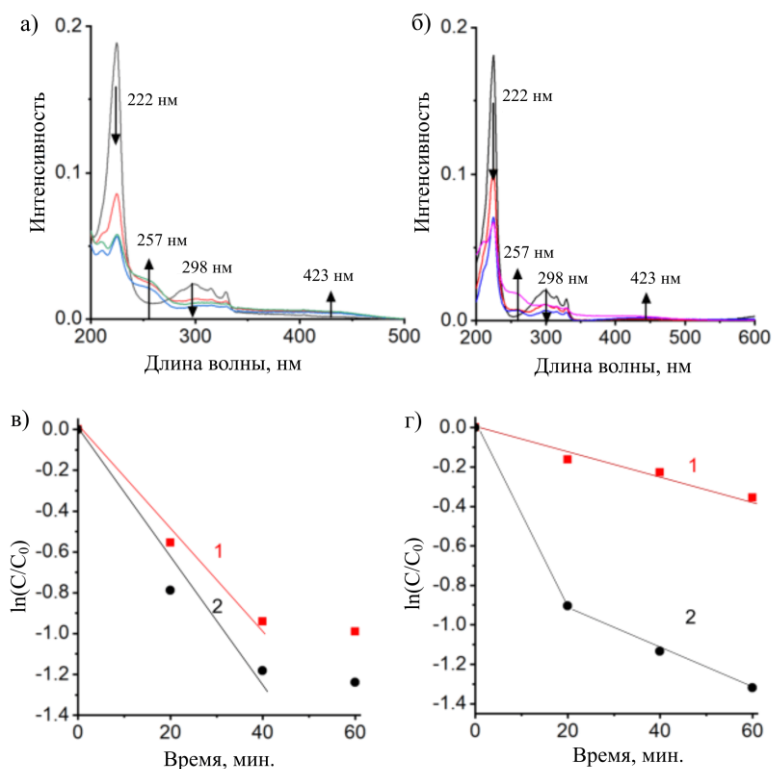 а)
0.2
0.1
0.0
Интенсивность
222 нм
257 нм
298 нм
423 нм
200
300
400
500
Длина волны, нм
б)
0.2
0.1
0.0
Интенсивность
222 нм
257 нм
298 нм
423 нм
200
300
400
500
600
Длина волны, нм
в)
0.0
-0.2
-0.4
-0.6
-0.8
-1.0
-1.2
-1.4
ln(C/C0)
1
2
0
20
40
60
Время, мин.
г)
0.0
-0.2
-0.4
-0.6
-0.8
-1.0
-1.2
-1.4
ln(C/C0)
1
2
0
20
40
60
Время, мин.